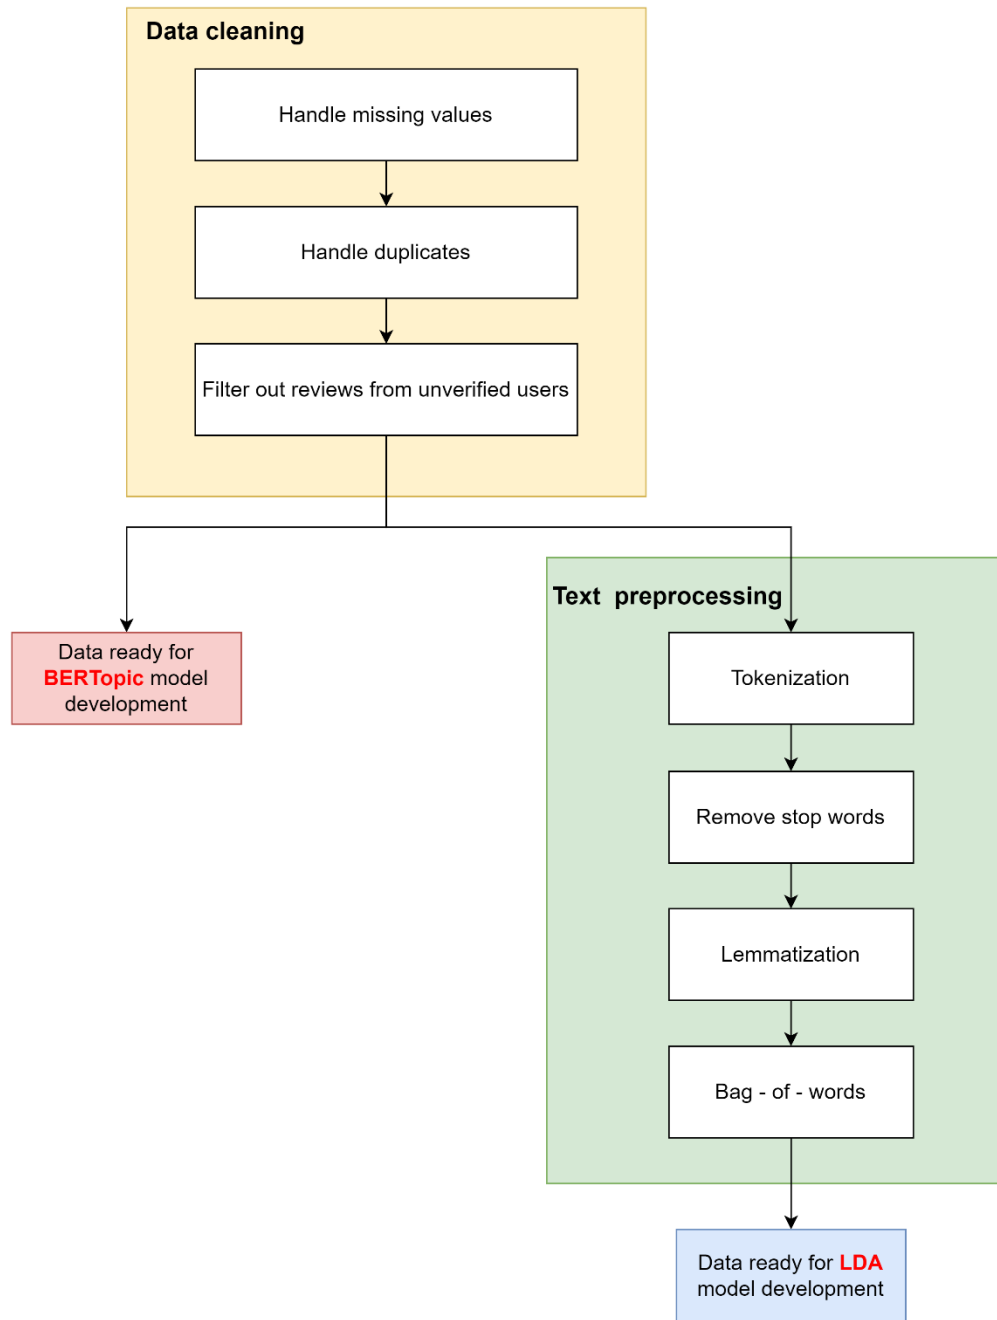 Data cleaning
Handle missing values
Handle duplicates
Filter out reviews from unverified users
Data ready for
BERTopic model
development
Text  preprocessing
Tokenization
Remove stop words
Lemmatization
Bag - of - words
Data ready for LDA
model development